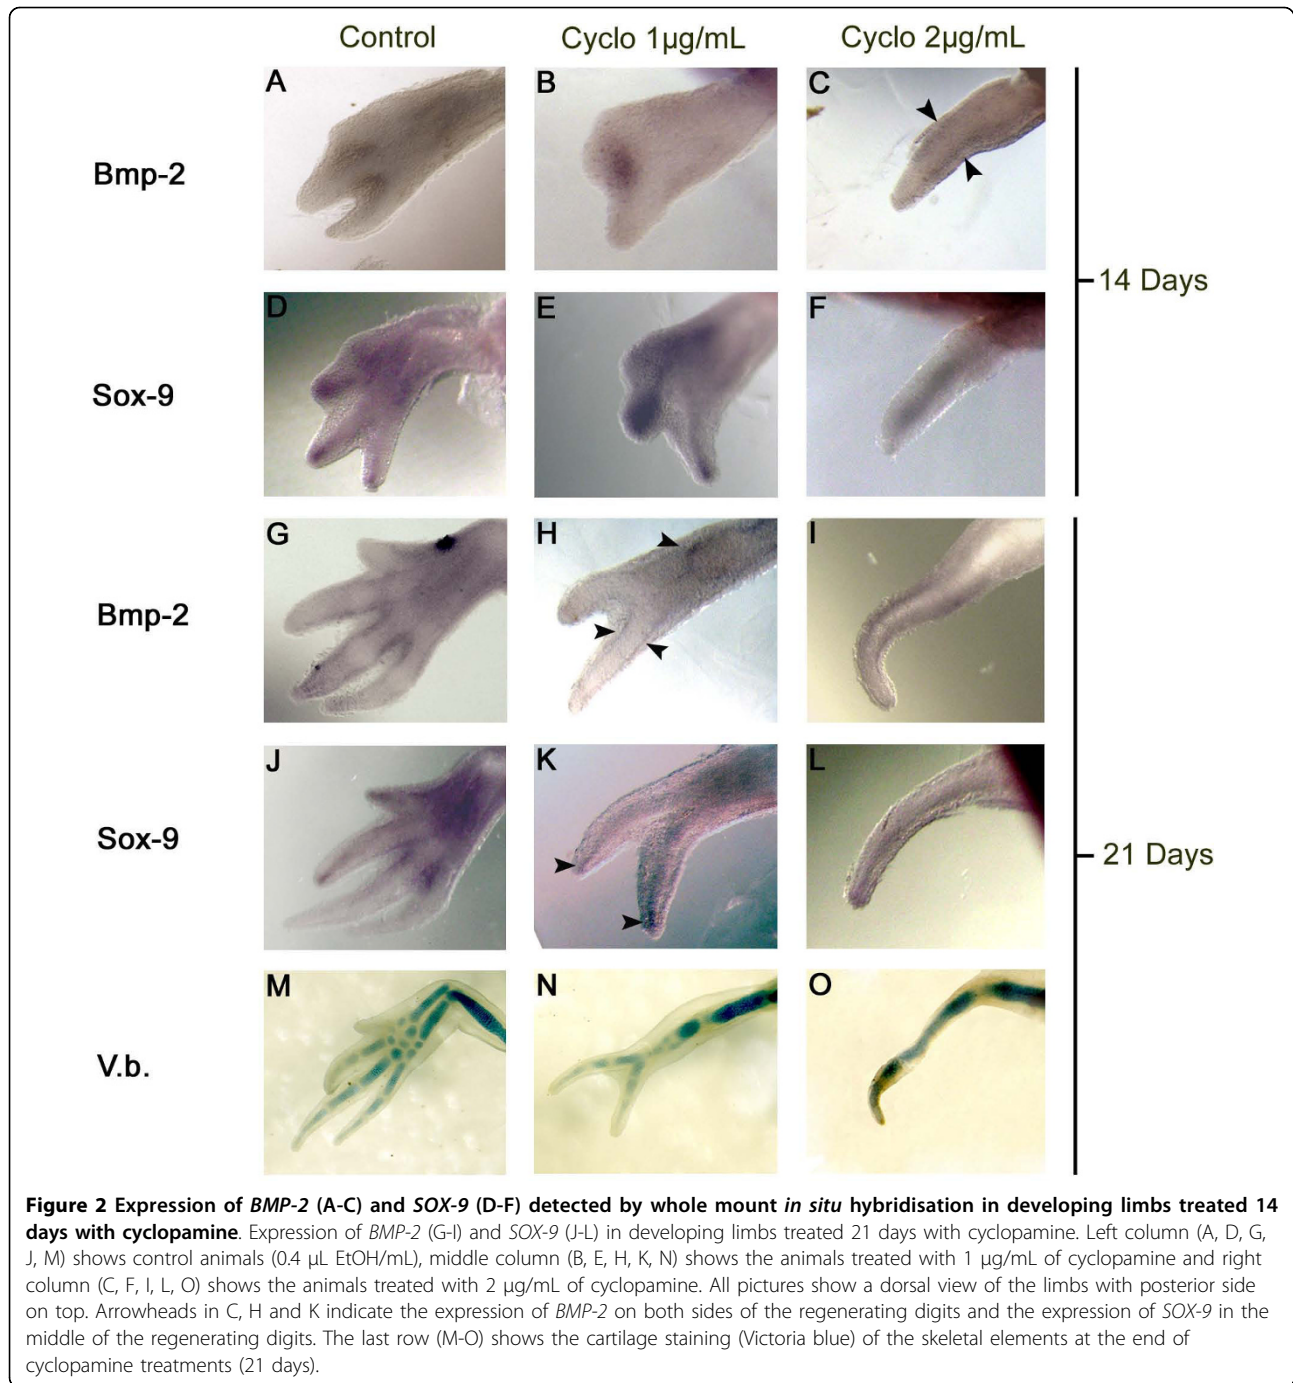 Control Cyclo 1µg/mL Cyclo 2µg/mL
A B C
Bmp-2
14 Days
D E F
Sox-9
G H I
Bmp-2
J K L
Sox-9
21 Days
M N O
V.b.
Figure 2 Expression of BMP-2 (A-C) and SOX-9 (D-F) detected by whole mount in situ hybridisation in developing limbs treated 14
days with cyclopamine. Expression of BMP-2 (G-I) and SOX-9 (J-L) in developing limbs treated 21 days with cyclopamine. Left column (A, D, G,
J, M) shows control animals (0.4 µL EtOH/mL), middle column (B, E, H, K, N) shows the animals treated with 1 µg/mL of cyclopamine and right
column (C, F, I, L, O) shows the animals treated with 2 µg/mL of cyclopamine. All pictures show a dorsal view of the limbs with posterior side
on top. Arrowheads in C, H and K indicate the expression of BMP-2 on both sides of the regenerating digits and the expression of SOX-9 in the
middle of the regenerating digits. The last row (M-O) shows the cartilage staining (Victoria blue) of the skeletal elements at the end of
cyclopamine treatments (21 days).